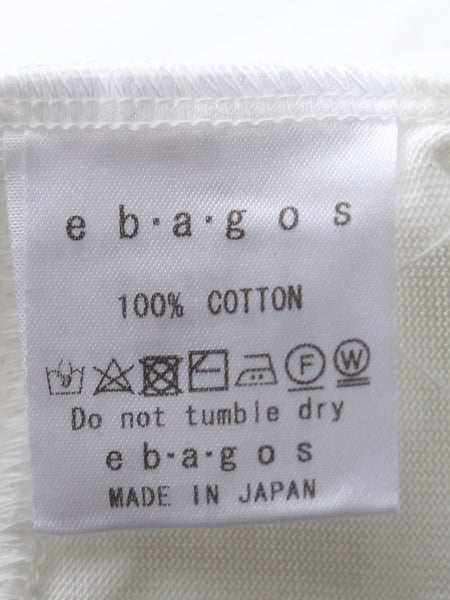 e b·a·g o s
100% COTTON
F W
Do not tumble dry
e b·a·g o s
MADE IN JAPAN